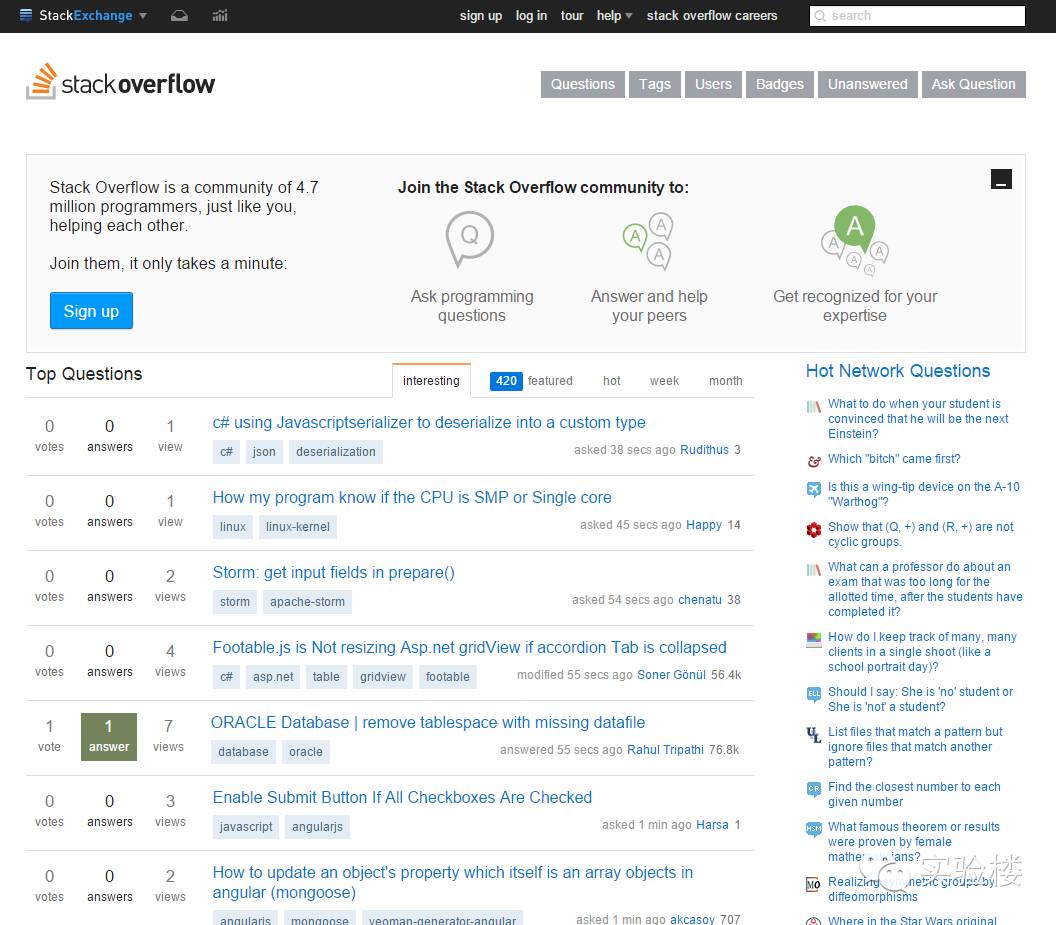 StackExchange
sign up log in tour help stack overflow careers search
stackoverflow
Questions Tags Users Badges Unanswered Ask Question
Stack Overflow is a community of 4.7
million programmers, just like you,
helping each other.
Join them, it only takes a minute:
Sign up
Join the Stack Overflow community to:
Q
A A A
A A A A A
Ask programming
questions
Answer and help
your peers
Get recognized for your
expertise
Top Questions
interesting 420 featured hot week month
0 votes 0 answers 1 view
c# using Javascriptserializer to deserialize into a custom type
c# json deserialization
asked 38 secs ago Rudithus 3
0 votes 0 answers 1 view
How my program know if the CPU is SMP or Single core
linux linux-kernel
asked 45 secs ago Happy 14
0 votes 0 answers 2 views
Storm: get input fields in prepare()
storm apache-storm
asked 54 secs ago chenatu 38
0 votes 0 answers 4 views
Footable.js is Not resizing Asp.net gridView if accordion Tab is collapsed
c# asp.net table gridview footable
modified 55 secs ago Soner Gönül 56.4k
1 vote 1 answer 7 views
ORACLE Database | remove tablespace with missing datafile
database oracle
answered 55 secs ago Rahul Tripathi 76.8k
0 votes 0 answers 3 views
Enable Submit Button If All Checkboxes Are Checked
javascript angularjs
asked 1 min ago Harsa 1
0 votes 0 answers 2 views
How to update an object's property which itself is an array objects in
angular (mongoose)
angularjs mongoose yeoman-generator-angular
asked 1 min ago akcasoy 707
Hot Network Questions
What to do when your student is
convinced that he will be the next
Einstein?
Which "bitch" came first?
Is this a wing-tip device on the A-10
"Warthog"?
Show that (Q, +) and (R, +) are not
cyclic groups.
What can a professor do about an
exam that was too long for the
allotted time, after the students have
completed it?
How do I keep track of many, many
clients in a single shoot (like a
school portrait day)?
ELL
Should I say: She is 'no' student or
She is 'not' a student?
UL
List files that match a pattern but
ignore files that match another
pattern?
CR
Find the closest number to each
given number
HSM
What famous theorem or results
were proven by female
MO
Realizing symmetric groups by
diffeomorphisms
Where in the Star Wars original
实验楼